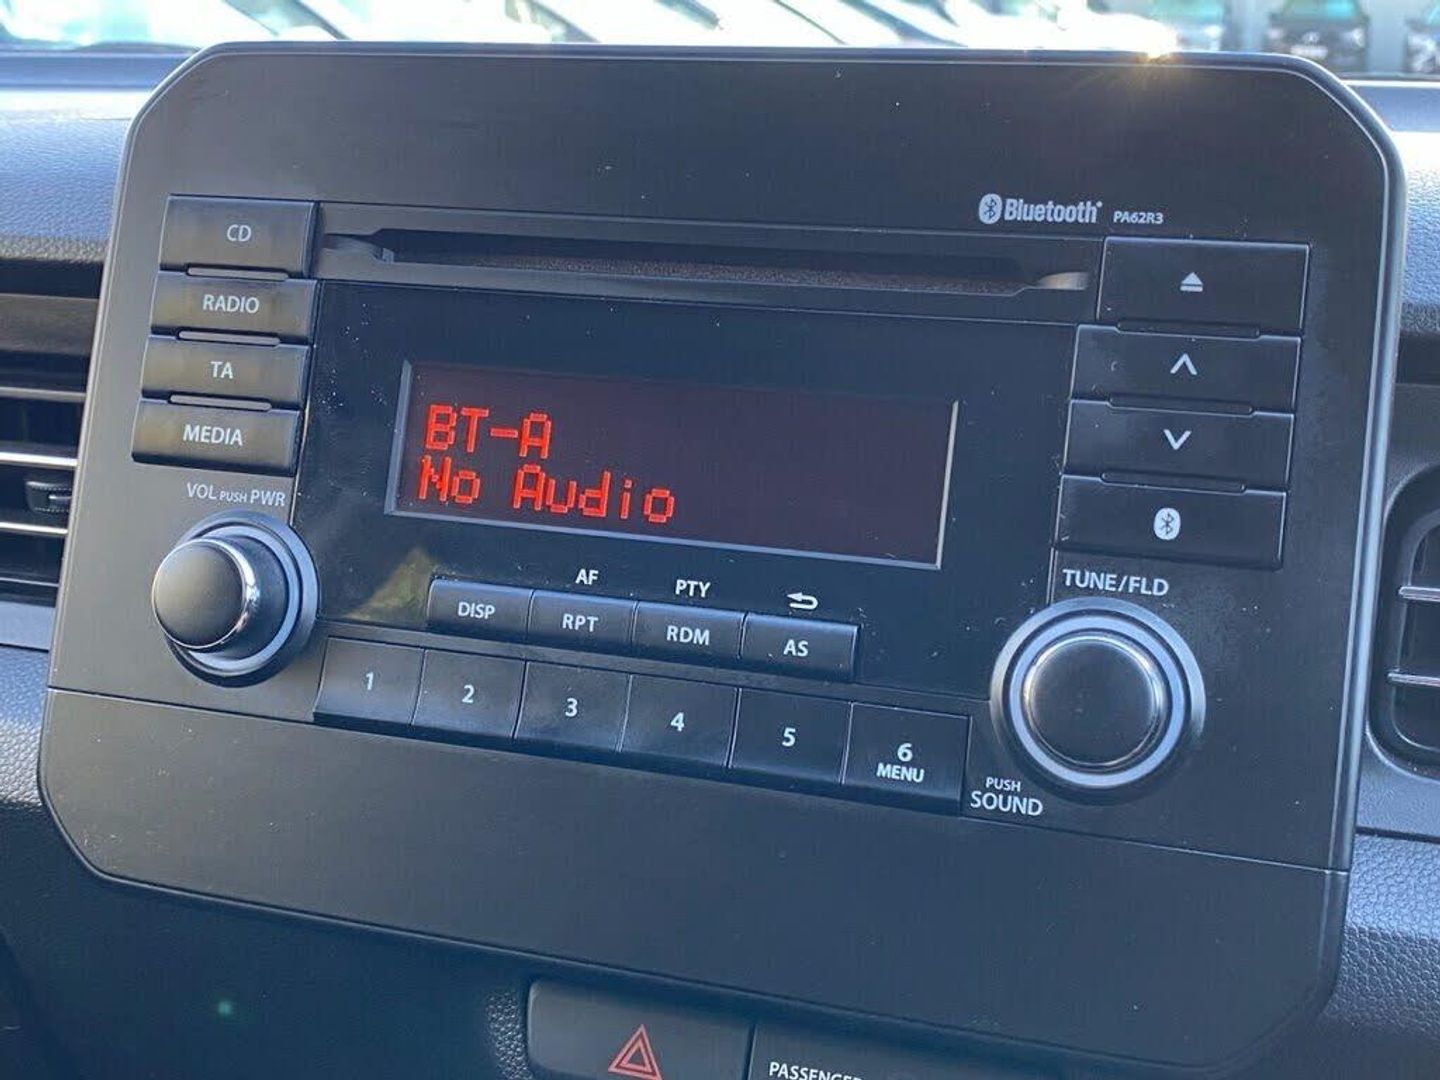 Bluetooth PA62R3
CD
RADIO
TA
MEDIA
VOL PUSH PWR
BT-A
No Audio
AF PTY
DISP RPT RDM AS
1 2 3 4 5 6
MENU
TUNE/FLD
PUSH
SOUND
PASSENGER